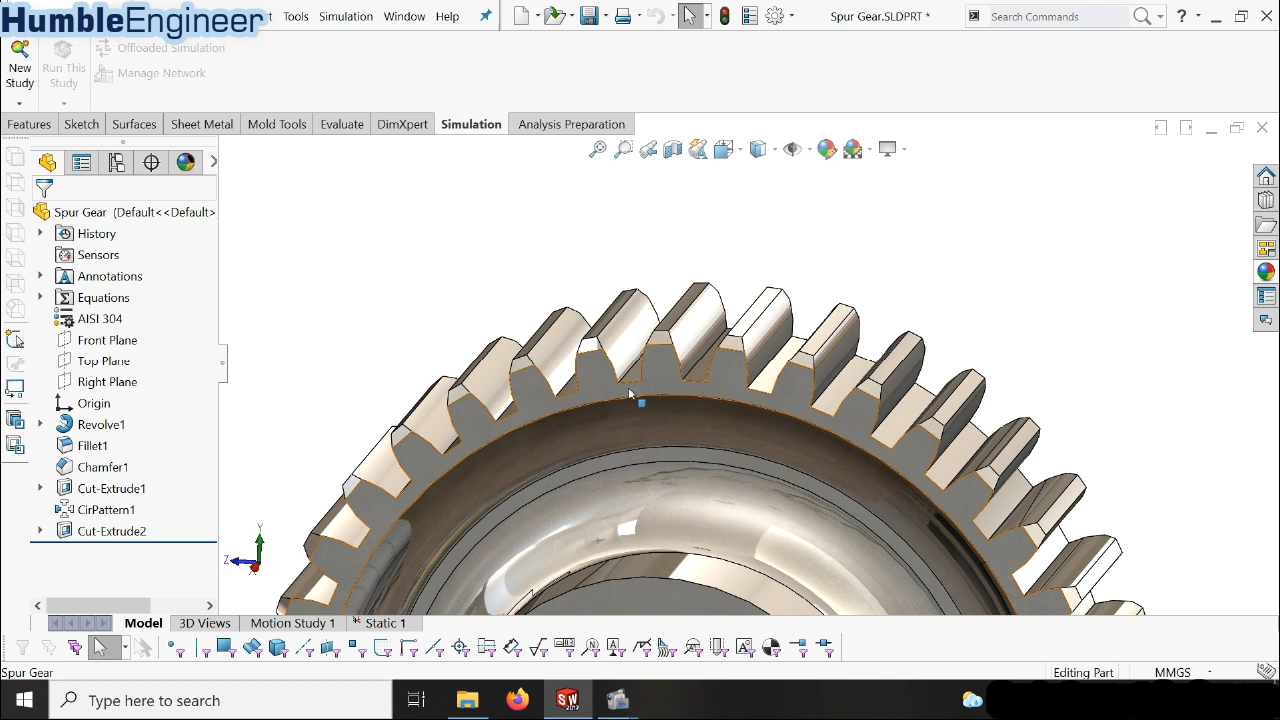 HumbleEngineer
Tools Simulation Window Help
Spur Gear.SLDPRT *
Search Commands
?
New Study
Run This Study
Offloaded Simulation
Manage Network
Features Sketch Surfaces Sheet Metal Mold Tools Evaluate DimXpert Simulation Analysis Preparation
Spur Gear (Default<<Default>
History
Sensors
Annotations
Equations
AISI 304
Front Plane
Top Plane
Right Plane
Origin
Revolve1
Fillet1
Chamfer1
Cut-Extrude1
CirPattern1
Cut-Extrude2
Y
Z
X
Model 3D Views Motion Study 1 Static 1
Spur Gear
Editing Part MMGS -
Type here to search
SW
2017